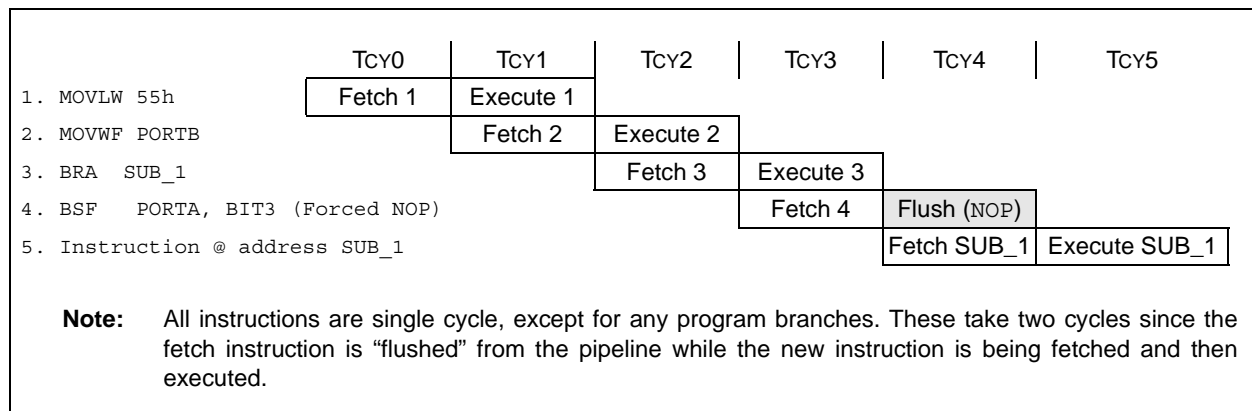 TCY0 TCY1 TCY2 TCY3 TCY4 TCY5
1. MOVLW 55h Fetch 1 Execute 1
2. MOVWF PORTB Fetch 2 Execute 2
3. BRA SUB_1 Fetch 3 Execute 3
4. BSF PORTA, BIT3 (Forced NOP) Fetch 4 Flush (NOP)
5. Instruction @ address SUB_1 Fetch SUB_1 Execute SUB_1
Note: All instructions are single cycle, except for any program branches. These take two cycles since the
fetch instruction is “flushed” from the pipeline while the new instruction is being fetched and then
executed.